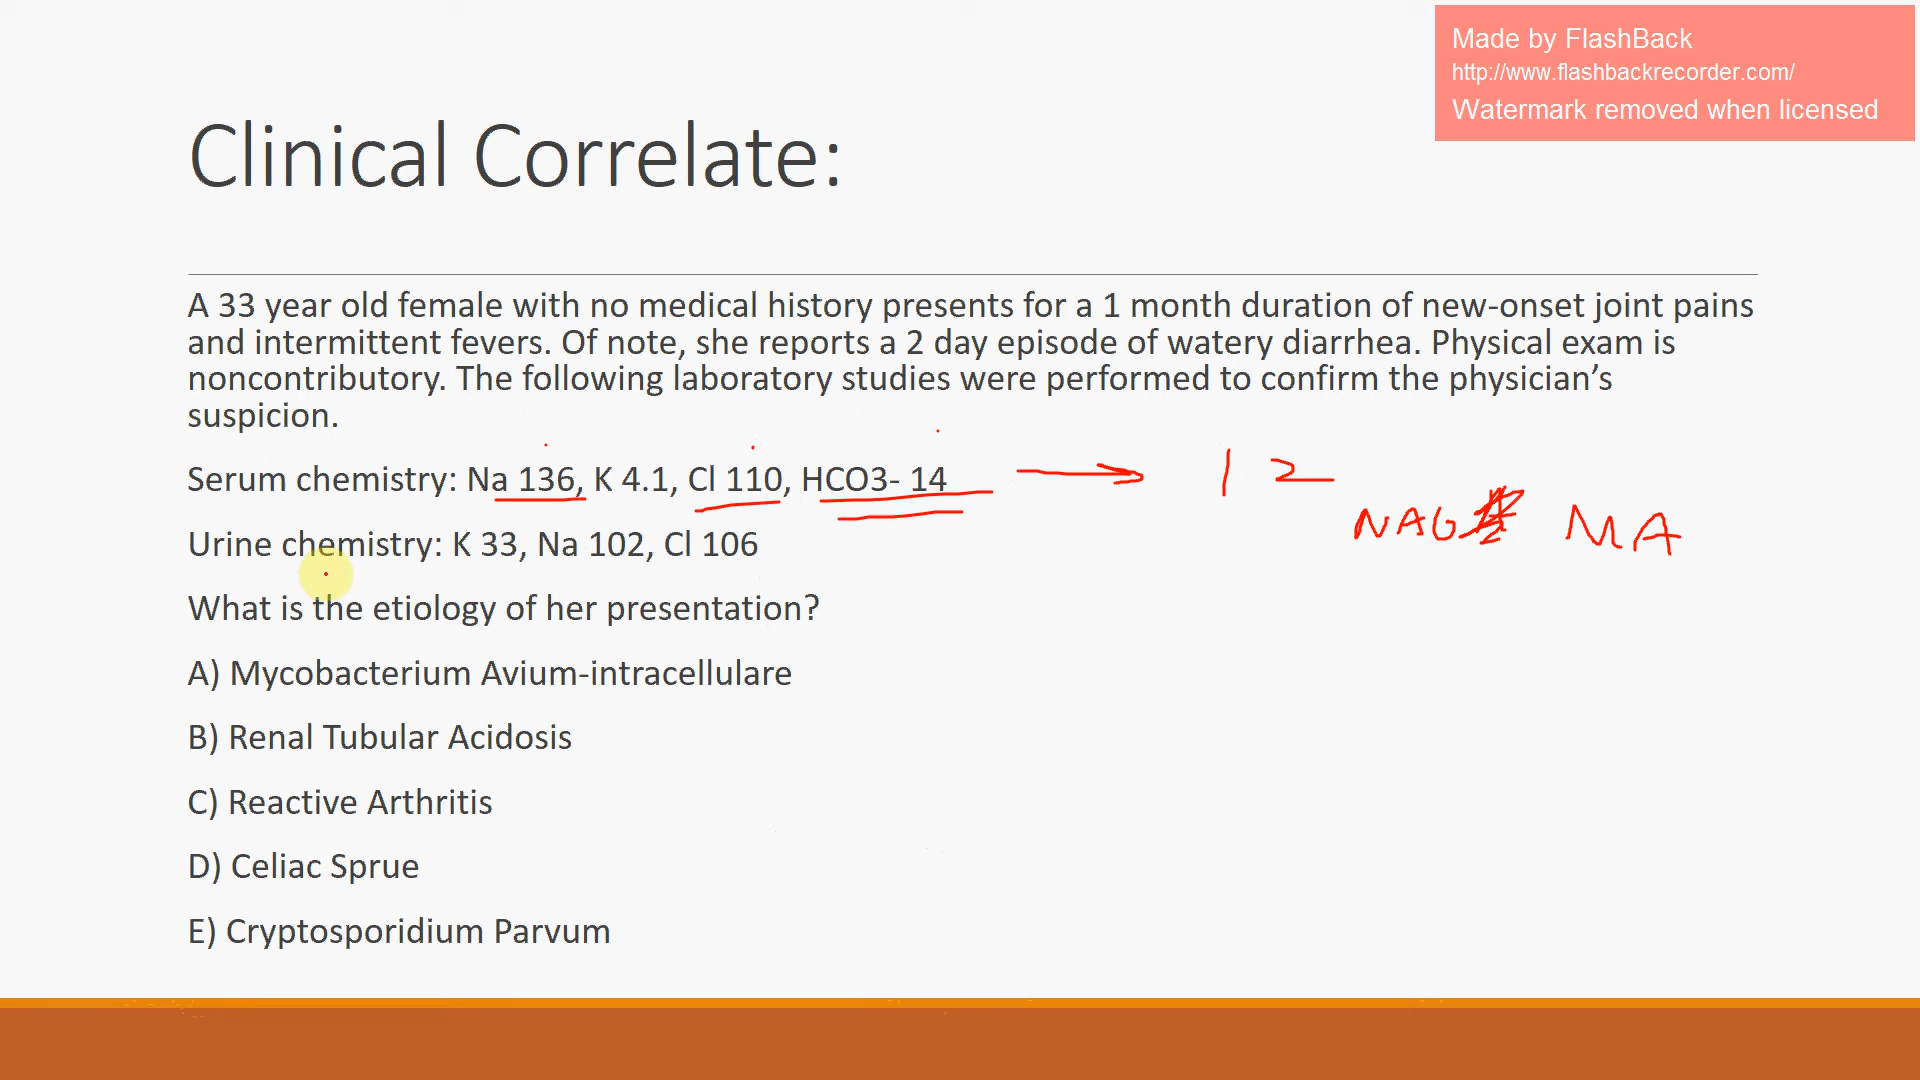 Made by FlashBack
http://www.flashbackrecorder.com/
Watermark removed when licensed
Clinical Correlate:
A 33 year old female with no medical history presents for a 1 month duration of new-onset joint pains
and intermittent fevers. Of note, she reports a 2 day episode of watery diarrhea. Physical exam is
noncontributory. The following laboratory studies were performed to confirm the physician’s
suspicion.
Serum chemistry: Na 136, K 4.1, Cl 110, HCO3- 14 → 12
NAG MA
Urine chemistry: K 33, Na 102, Cl 106
What is the etiology of her presentation?
A) Mycobacterium Avium-intracellulare
B) Renal Tubular Acidosis
C) Reactive Arthritis
D) Celiac Sprue
E) Cryptosporidium Parvum